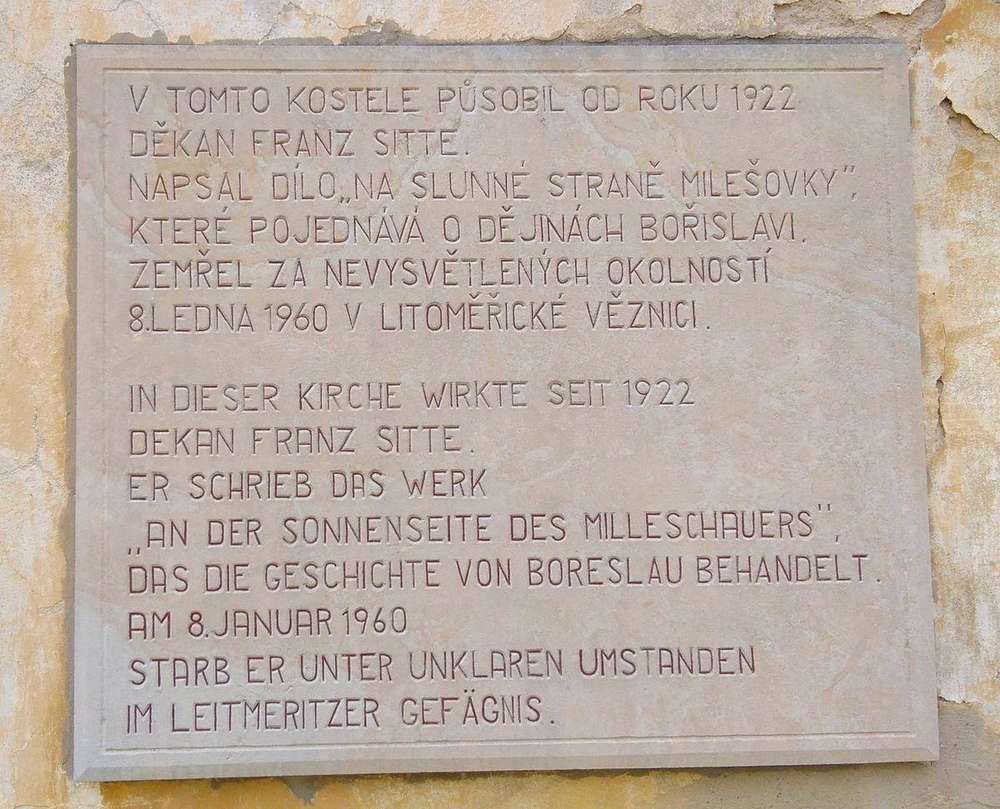 V TOMTO KOSTELE PŮSOBIL OD ROKU 1922
DĚKAN FRANZ SITTE.
NAPSAL DÍLO„NA SLUNNÉ STRANĚ MILEŠOVKY",
KTERÉ POJEDNÁVÁ O DĚJINÁCH BOŘISLAVI.
ZEMŘEL ZA NEVYSVĚTLENÝCH OKOLNOSTÍ
8.LEDNA 1960 V LITOMĚŘICKÉ VĚZNICI.
IN DIESER KIRCHE WIRKTE SEIT 1922
DEKAN FRANZ SITTE.
ER SCHRIEB DAS WERK
„AN DER SONNENSEITE DES MILLESCHAUERS",
DAS DIE GESCHICHTE VON BORESLAU BEHANDELT.
AM 8.JANUAR 1960
STARB ER UNTER UNKLAREN UMSTANDEN
IM LEITMERITZER GEFÄGNIS.